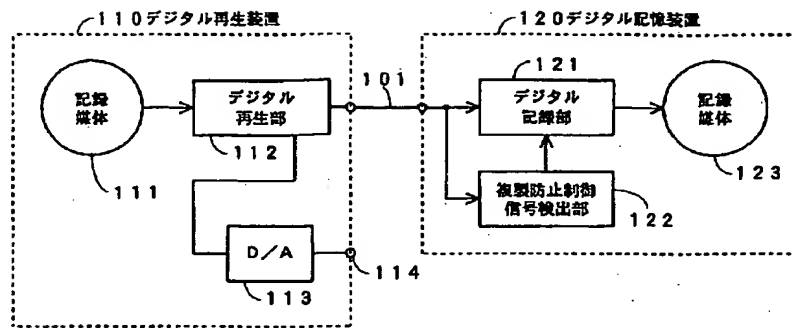 110デジタル再生装置
120デジタル記憶装置
記録
媒体
111
デジタル
再生部
112
D/A
113
114
101
121
デジタル
記録部
複製防止制御
信号検出部
122
記録
媒体
123